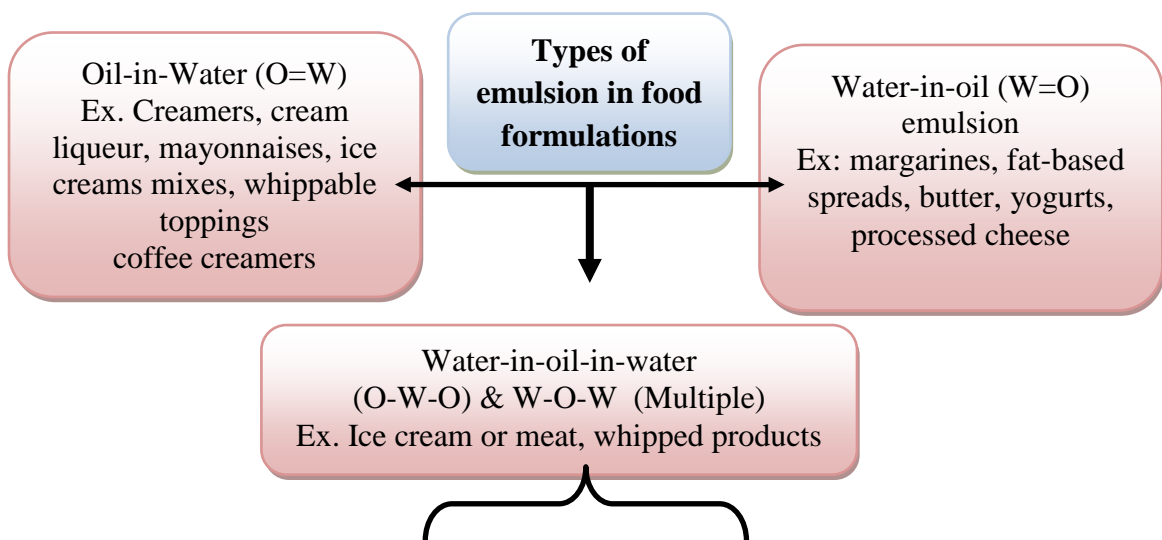 Types of
emulsion in food
formulations
Oil-in-Water (O=W)
Ex. Creamers, cream
liqueur, mayonnaises, ice
creams mixes, whippable
toppings
coffee creamers
Water-in-oil (W=O)
emulsion
Ex: margarines, fat-based
spreads, butter, yogurts,
processed cheese
Water-in-oil-in-water
(O-W-O) & W-O-W (Multiple)
Ex. Ice cream or meat, whipped products